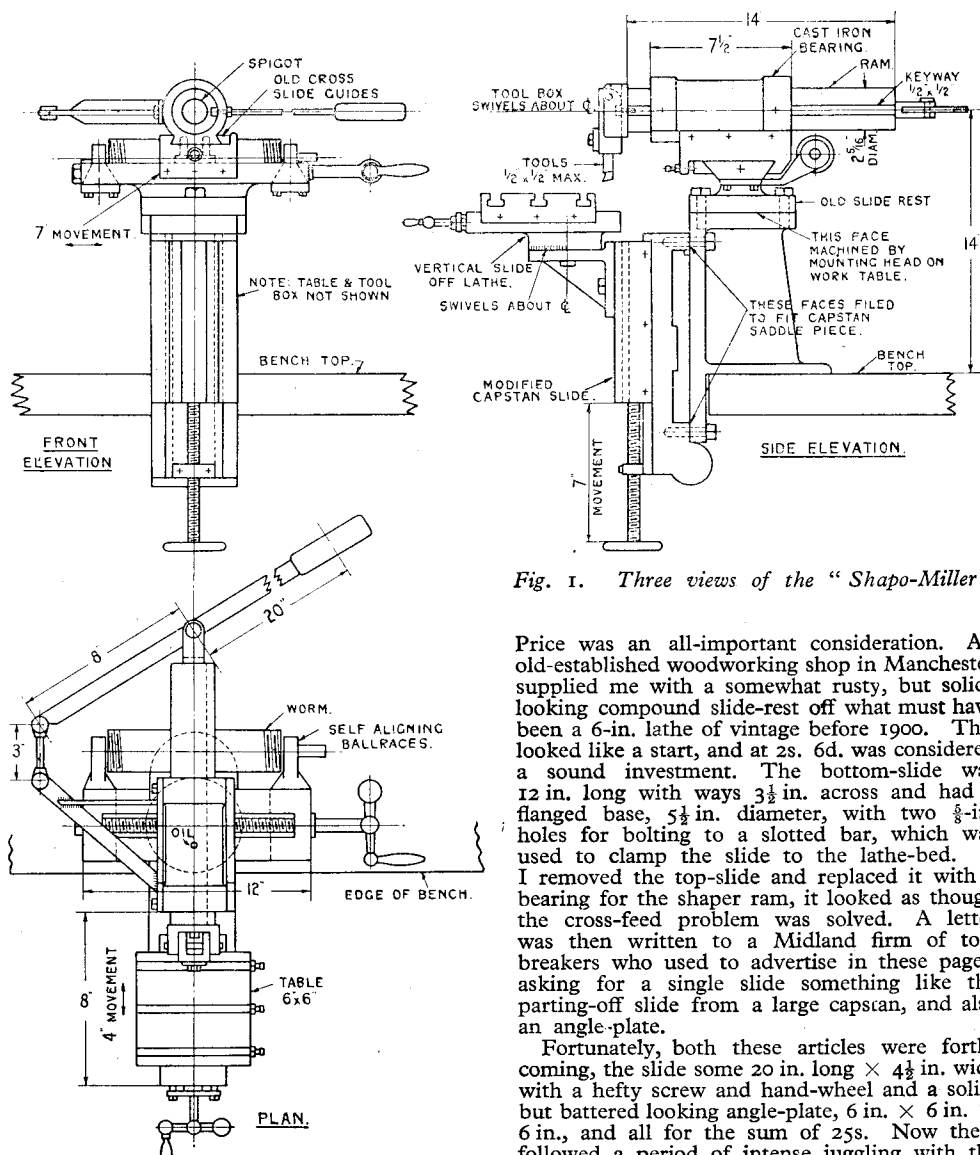 SPIGOT
OLD CROSS
SLIDE GUIDES
7" MOVEMENT.
NOTE: TABLE & TOOL
BOX NOT SHOWN
BENCH TOP.
FRONT
ELEVATION
14"
7½"
CAST IRON
BEARING.
RAM.
KEYWAY
½" x ½"
TOOL BOX
SWIVELS ABOUT ℄
TOOLS
½" x ½" MAX.
2 5/16" DIAM.
OLD SLIDE REST
THIS FACE
MACHINED BY
MOUNTING HEAD ON
WORK TABLE.
14"
VERTICAL SLIDE
OFF LATHE.
SWIVELS ABOUT ℄
THESE FACES FILED
TO FIT CAPSTAN
SADDLE PIECE.
BENCH
TOP.
MODIFIED
CAPSTAN SLIDE.
7"
MOVEMENT
SIDE ELEVATION.
8"
20"
3"
WORM.
SELF ALIGNING
BALLRACES.
OIL
12"
EDGE OF BENCH.
8"
4" MOVEMENT
TABLE
6"x6"
PLAN.
Fig. 1. Three views of the "Shapo-Miller
Price was an all-important consideration. A
old-established woodworking shop in Mancheste
supplied me with a somewhat rusty, but solid
looking compound slide-rest off what must hav
been a 6-in. lathe of vintage before 1900. Thi
looked like a start, and at 2s. 6d. was considere
a sound investment. The bottom-slide wa
12 in. long with ways 3½ in. across and had
flanged base, 5½ in. diameter, with two ⅝-in
holes for bolting to a slotted bar, which wa
used to clamp the slide to the lathe-bed.
I removed the top-slide and replaced it with
bearing for the shaper ram, it looked as thoug
the cross-feed problem was solved. A lette
was then written to a Midland firm of too
breakers who used to advertise in these page
asking for a single slide something like th
parting-off slide from a large capstan, and als
an angle-plate.
Fortunately, both these articles were forth
coming, the slide some 20 in. long × 4½ in. wid
with a hefty screw and hand-wheel and a soli
but battered looking angle-plate, 6 in. × 6 in.
6 in., and all for the sum of 25s. Now the
followed a period of intense juggling with th